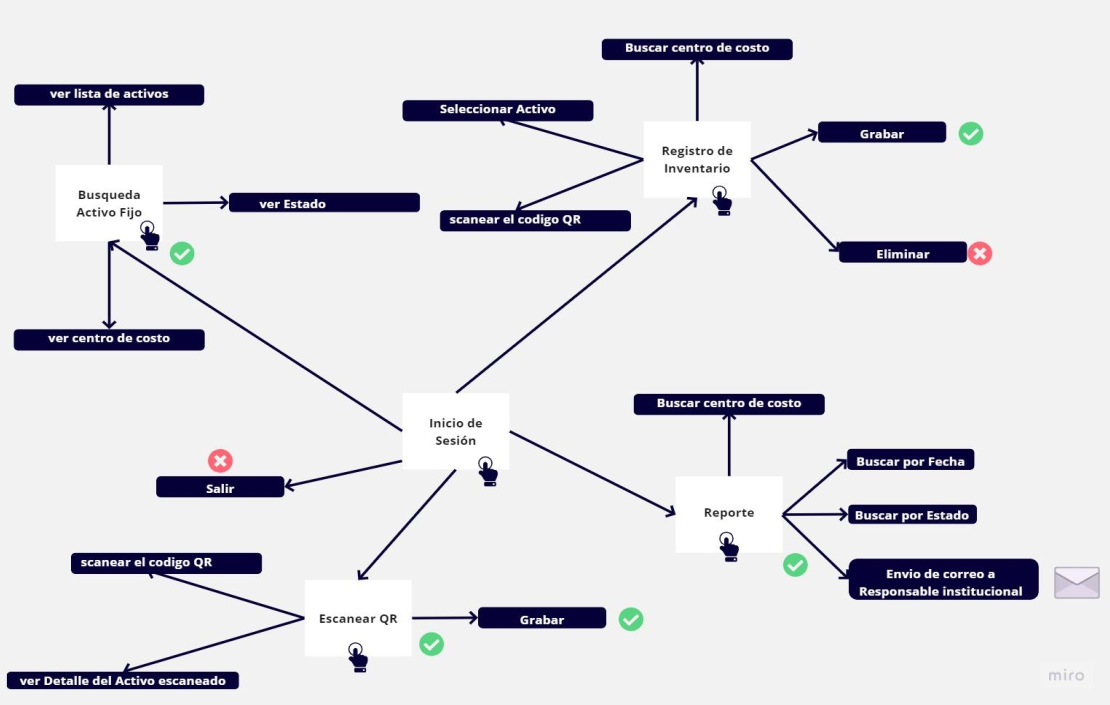 Buscar centro de costo
ver lista de activos
Seleccionar Activo
Grabar
Registro de
Inventario
Busqueda
Activo Fijo
ver Estado
scanear el codigo QR
Eliminar
ver centro de costo
Buscar centro de costo
Inicio de
Sesión
Buscar por Fecha
Salir
Reporte
Buscar por Estado
scanear el codigo QR
Envio de correo a
Responsable institucional
Escanear QR
Grabar
ver Detalle del Activo escaneado
miro